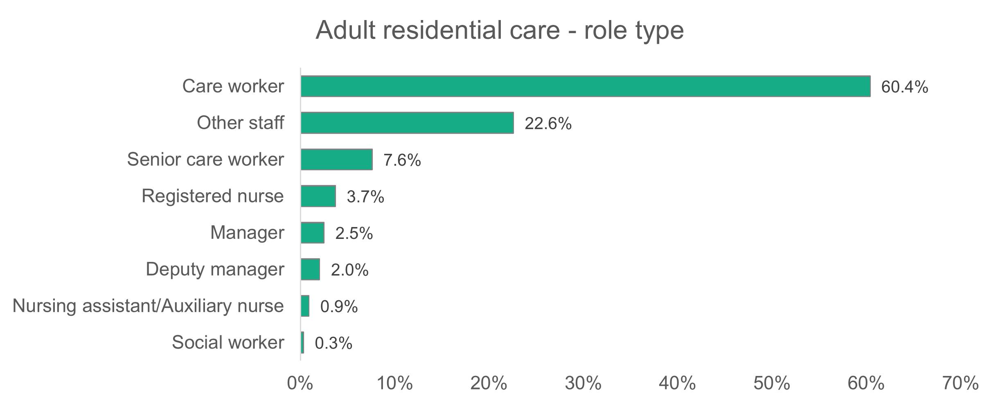 Adult residential care - role type
Care worker 60.4%
Other staff 22.6%
Senior care worker 7.6%
Registered nurse 3.7%
Manager 2.5%
Deputy manager 2.0%
Nursing assistant/Auxiliary nurse 0.9%
Social worker 0.3%
0% 10% 20% 30% 40% 50% 60% 70%